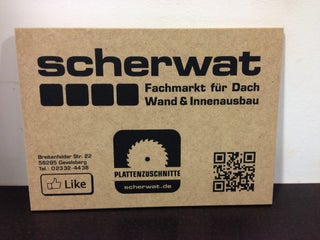 scherwat
Fachmarkt für Dach
Wand & Innenausbau
Breitenfelder Str. 22
58285 Gevelsberg
Tel.: 02332-4438
Like
PLATTENZUSCHNITTE
scherwat.de